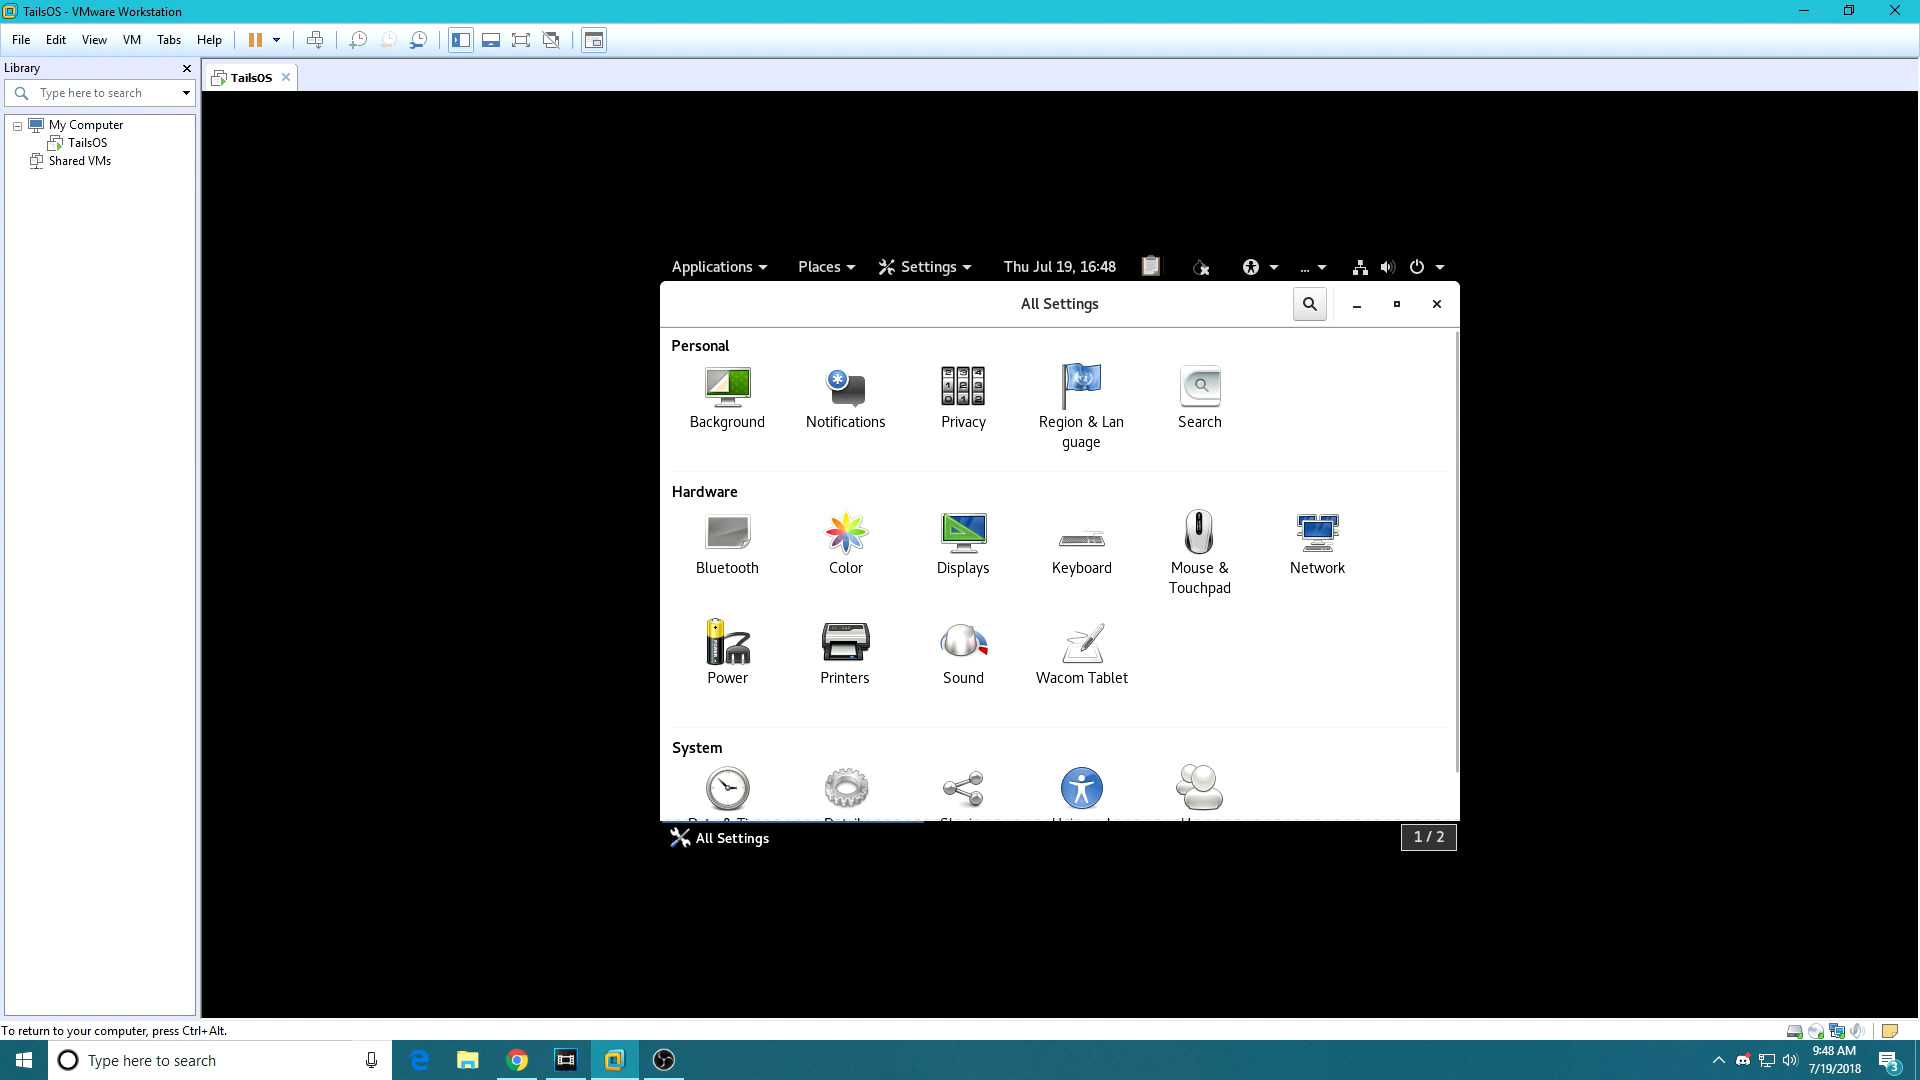 TailsOS - VMware Workstation
File Edit View VM Tabs Help
Library
Type here to search
TailsOS
My Computer
TailsOS
Shared VMs
Applications Places Settings Thu Jul 19, 16:48 ...
All Settings
Personal
Background Notifications Privacy Region & Lan
guage Search
Hardware
Bluetooth Color Displays Keyboard Mouse &
Touchpad Network
Power Printers Sound Wacom Tablet
System
All Settings
1 / 2
To return to your computer, press Ctrl+Alt.
Type here to search
9:48 AM
7/19/2018
3